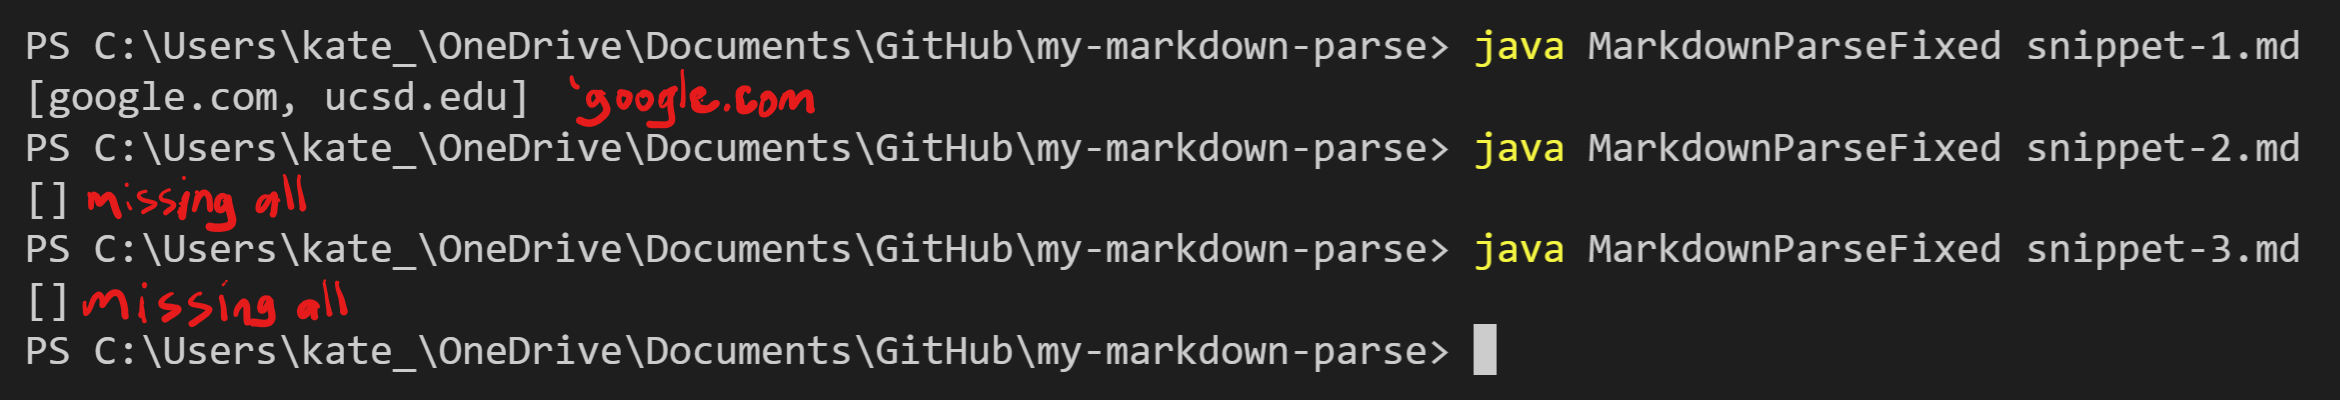 PS C:\Users\kate_\OneDrive\Documents\GitHub\my-markdown-parse> java MarkdownParseFixed snippet-1.md
[google.com, ucsd.edu] `google.com
PS C:\Users\kate_\OneDrive\Documents\GitHub\my-markdown-parse> java MarkdownParseFixed snippet-2.md
[] missing all
PS C:\Users\kate_\OneDrive\Documents\GitHub\my-markdown-parse> java MarkdownParseFixed snippet-3.md
[] missing all
PS C:\Users\kate_\OneDrive\Documents\GitHub\my-markdown-parse>